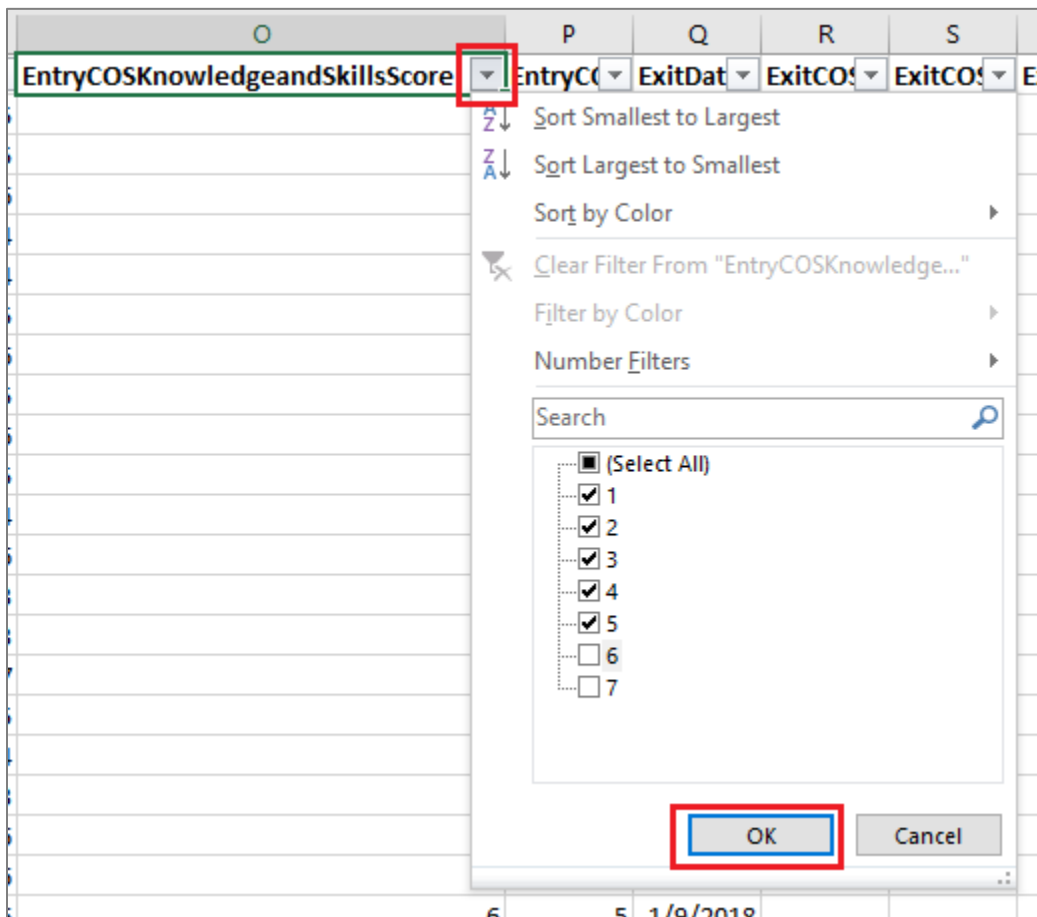 O P Q R S
EntryCOSKnowledgeandSkillsScore EntryC( ExitDat ExitCOS ExitCOS
Sort Smallest to Largest
Sort Largest to Smallest
Sort by Color
Clear Filter From "EntryCOSKnowledge..."
Filter by Color
Number Filters
Search
(Select All)
1
2
3
4
5
6
7
OK Cancel
6 5 1/9/2018